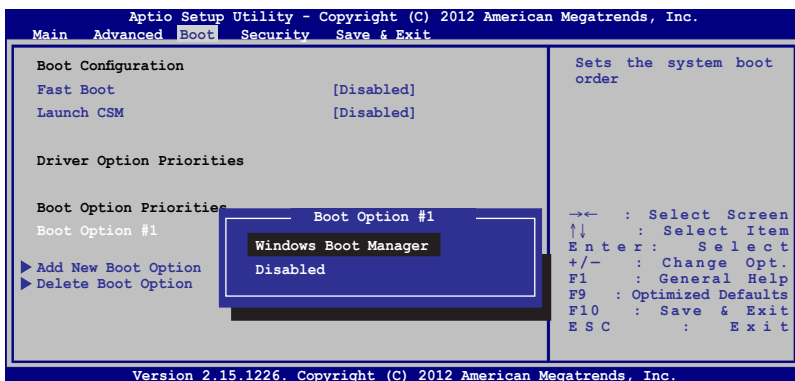 Aptio Setup Utility - Copyright (C) 2012 American Megatrends, Inc.
Main Advanced Boot Security Save & Exit
Boot Configuration
Fast Boot [Disabled]
Launch CSM [Disabled]
Driver Option Priorities
Boot Option Priorities
Boot Option #1
Add New Boot Option
Delete Boot Option
Boot Option #1
Windows Boot Manager
Disabled
Sets the system boot
order
→← : Select Screen
↑↓ : Select Item
Enter: Select
+/— : Change Opt.
F1 : General Help
F9 : Optimized Defaults
F10 : Save & Exit
ESC : Exit
Version 2.15.1226. Copyright (C) 2012 American Megatrends, Inc.